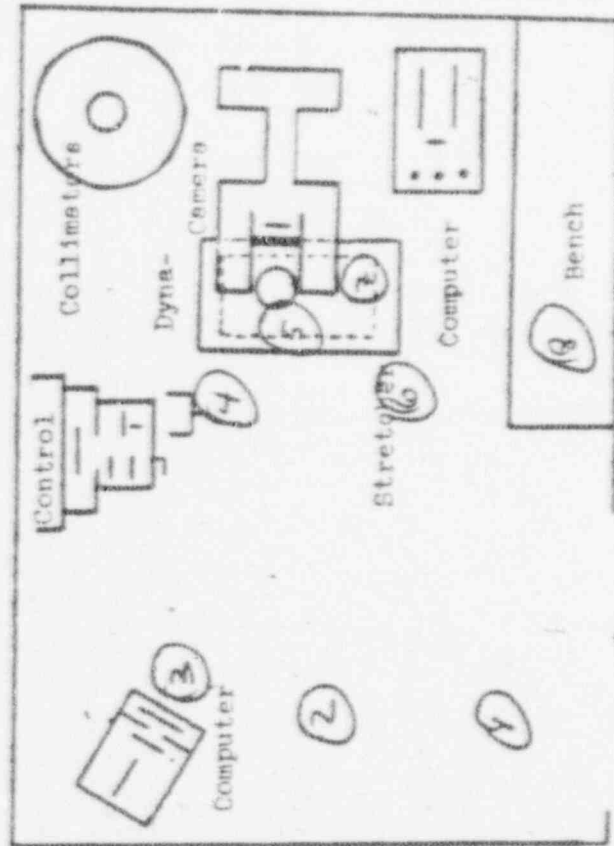 Control
Collimators
Dyna-
Camera
3
Computer
4
5
2
7
Stretcher
6
Computer
1
8
Bench